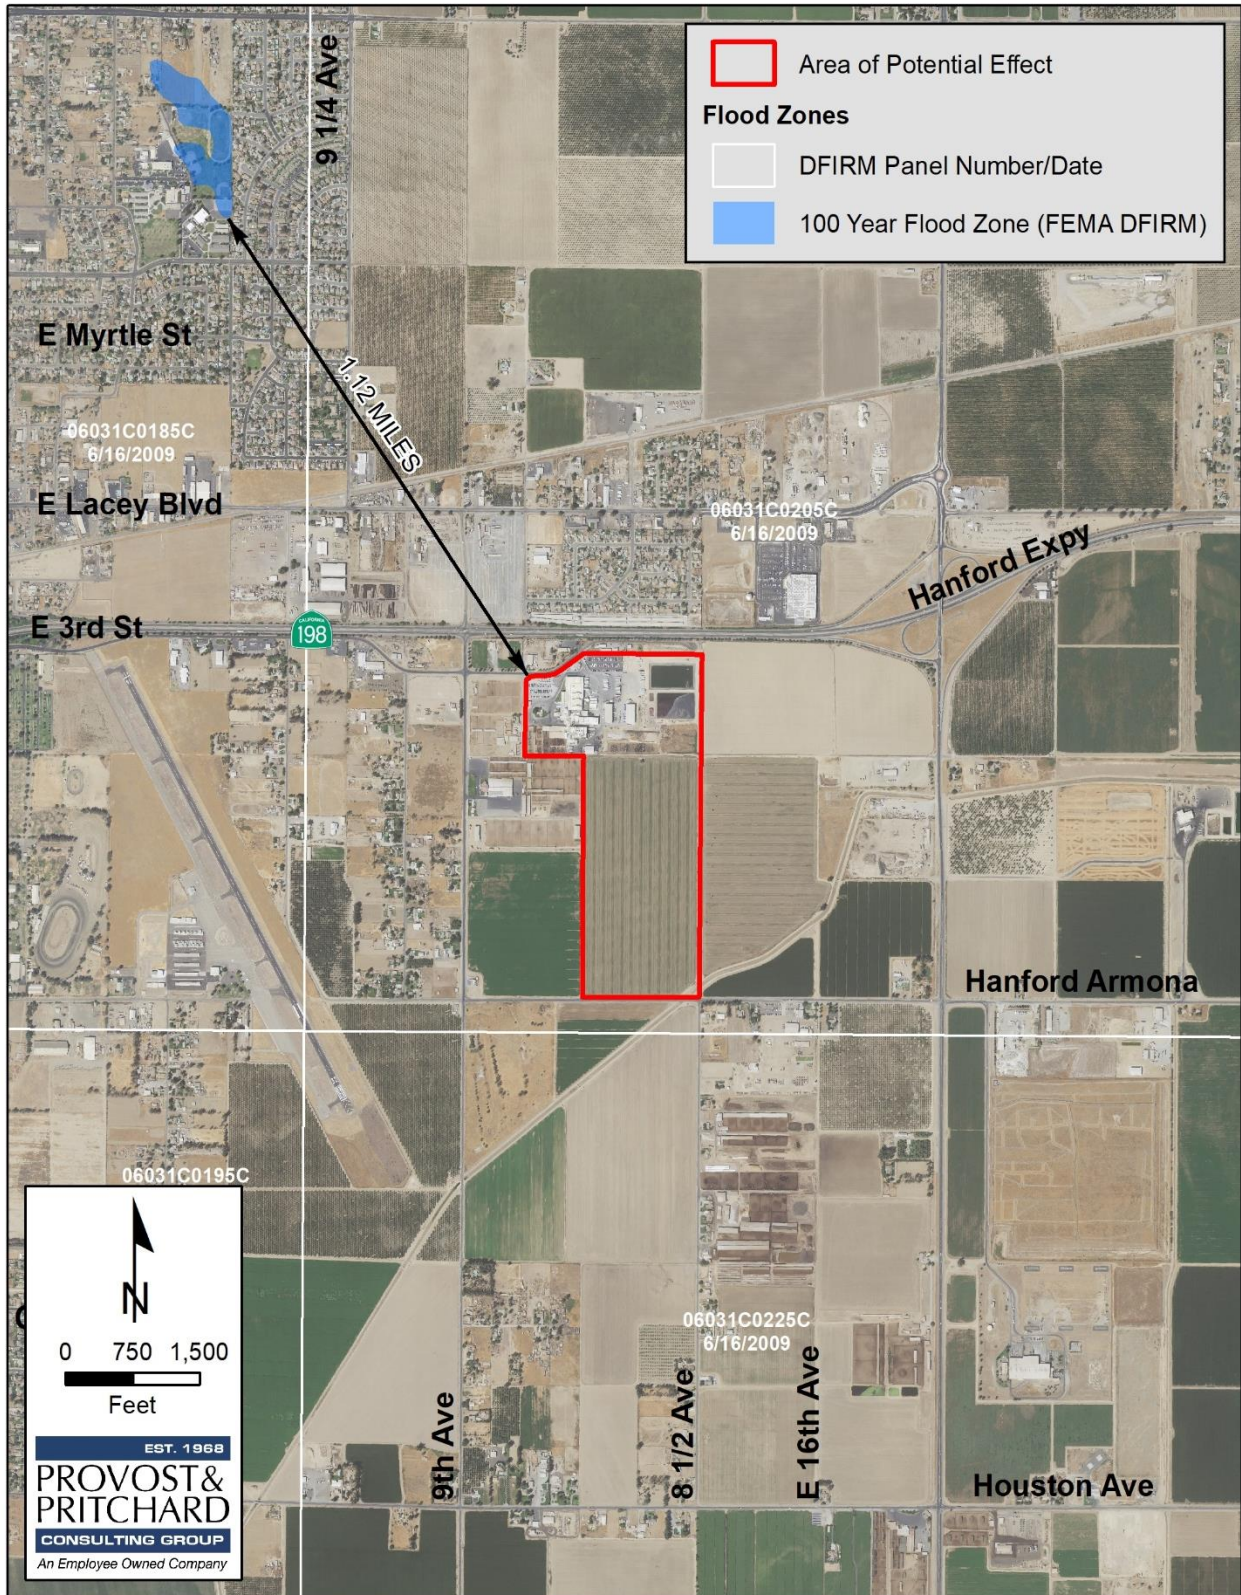 9 1/4 Ave
Area of Potential Effect
Flood Zones
DFIRM Panel Number/Date
100 Year Flood Zone (FEMA DFIRM)
E Myrtle St
1.12 MILES
06031C0185C
6/16/2009
E Lacey Blvd
06031C0205C
6/16/2009
Hanford Expy
E 3rd St
CALIFORNIA
198
Hanford Armona
06031C0195C
N
0 750 1,500
Feet
06031C0225C
6/16/2009
9th Ave
8 1/2 Ave
E 16th Ave
Houston Ave
EST. 1968
PROVOST&
PRITCHARD
CONSULTING GROUP
An Employee Owned Company